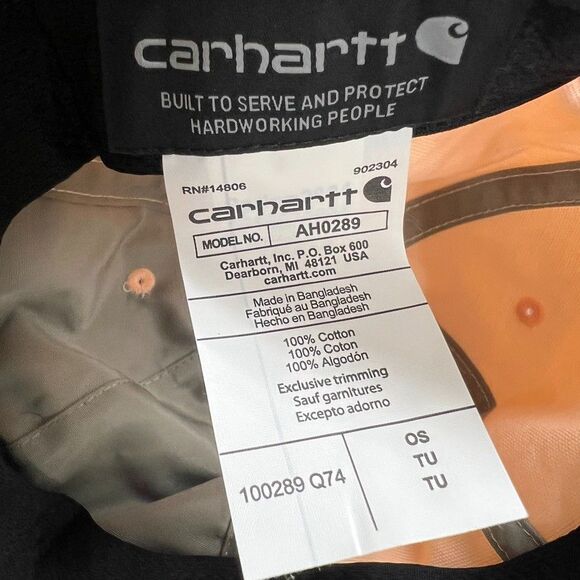 carhartt
BUILT TO SERVE AND PROTECT
HARDWORKING PEOPLE
RN#14806 902304
carhartt
MODEL NO. AH0289
Carhartt, Inc. P.O. Box 600
Dearborn, MI 48121 USA
carhartt.com
Made in Bangladesh
Fabriqué au Bangladesh
Hecho en Bangladesh
100% Cotton
100% Coton
100% Algodón
Exclusive trimming
Sauf garnitures
Excepto adorno
100289 Q74
OS
TU
TU